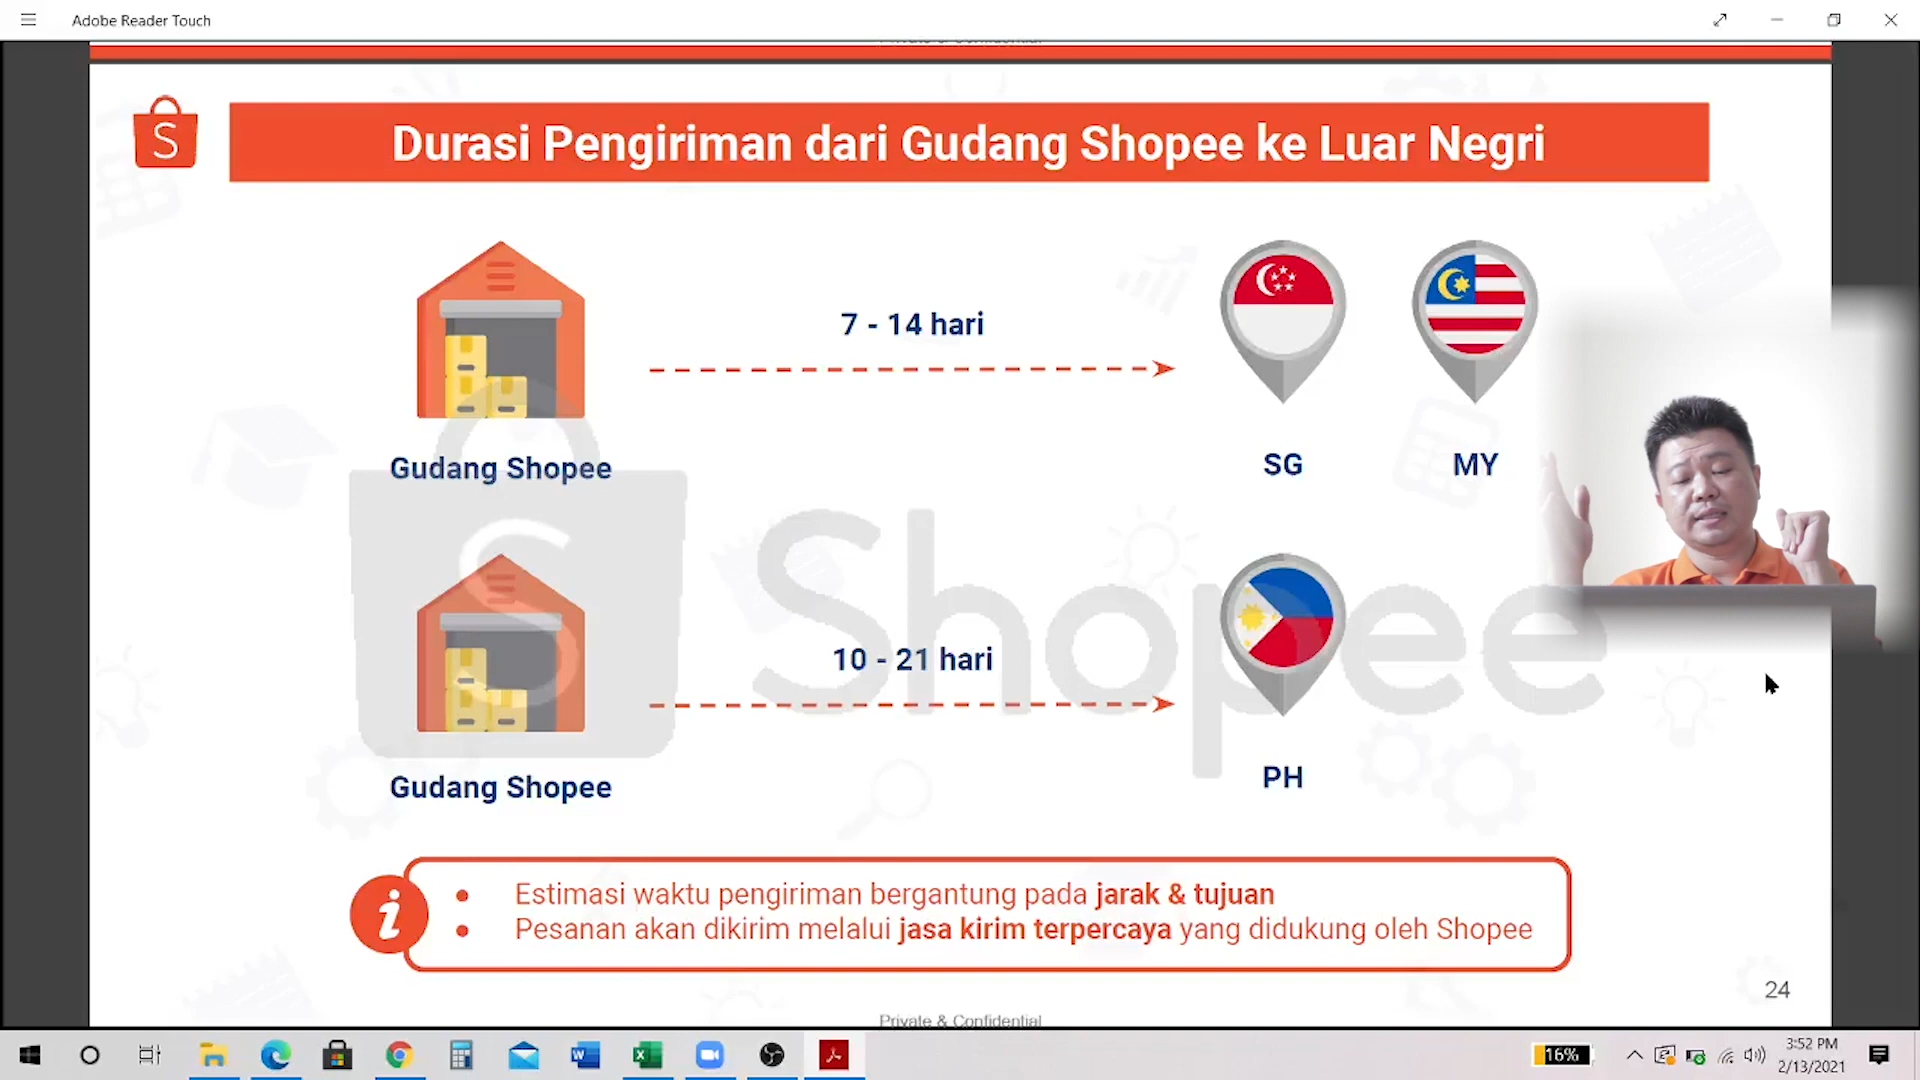 Adobe Reader Touch
Durasi Pengiriman dari Gudang Shopee ke Luar Negri
7 - 14 hari
Gudang Shopee
SG
MY
Shopee
10 - 21 hari
Gudang Shopee
PH
Estimasi waktu pengiriman bergantung pada jarak & tujuan
Pesanan akan dikirim melalui jasa kirim terpercaya yang didukung oleh Shopee
24
Private & Confidential
16%
3:52 PM
2/13/2021